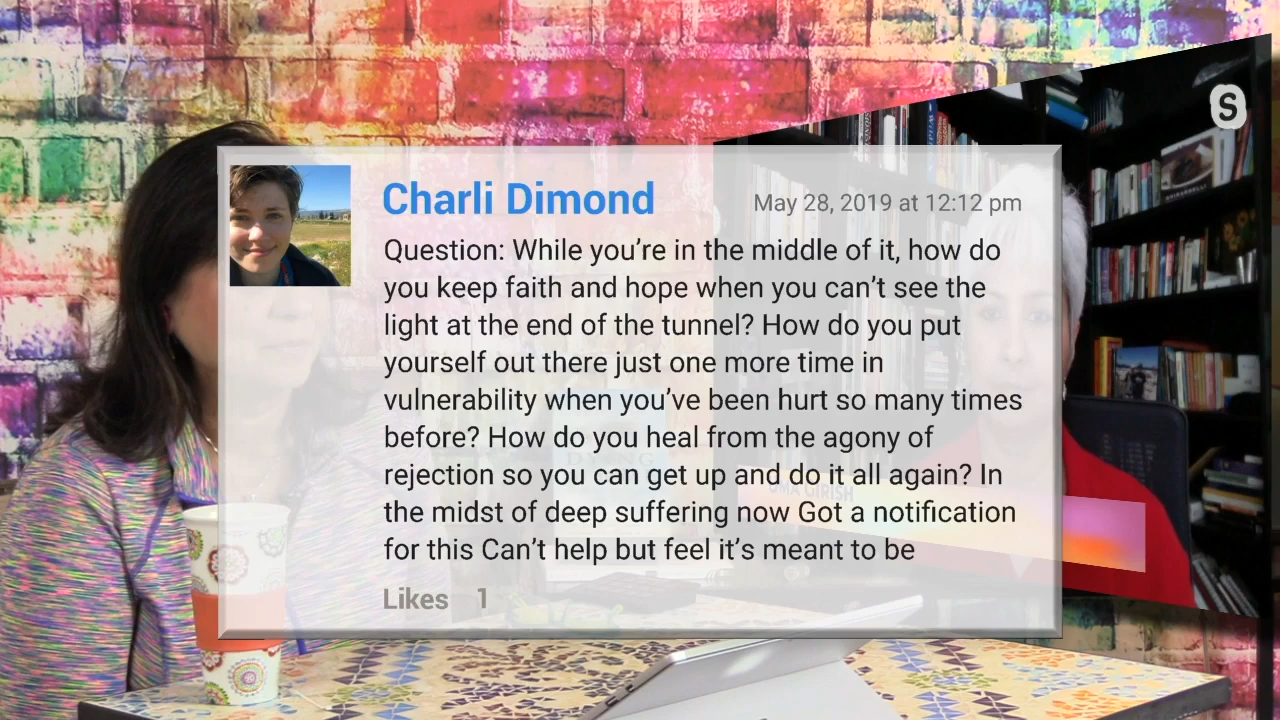 Charli Dimond
May 28, 2019 at 12:12 pm
Question: While you’re in the middle of it, how do
you keep faith and hope when you can’t see the
light at the end of the tunnel? How do you put
yourself out there just one more time in
vulnerability when you’ve been hurt so many times
before? How do you heal from the agony of
rejection so you can get up and do it all again? In
the midst of deep suffering now Got a notification
for this Can’t help but feel it’s meant to be
Likes 1
UMA GIRISH
DYING
S